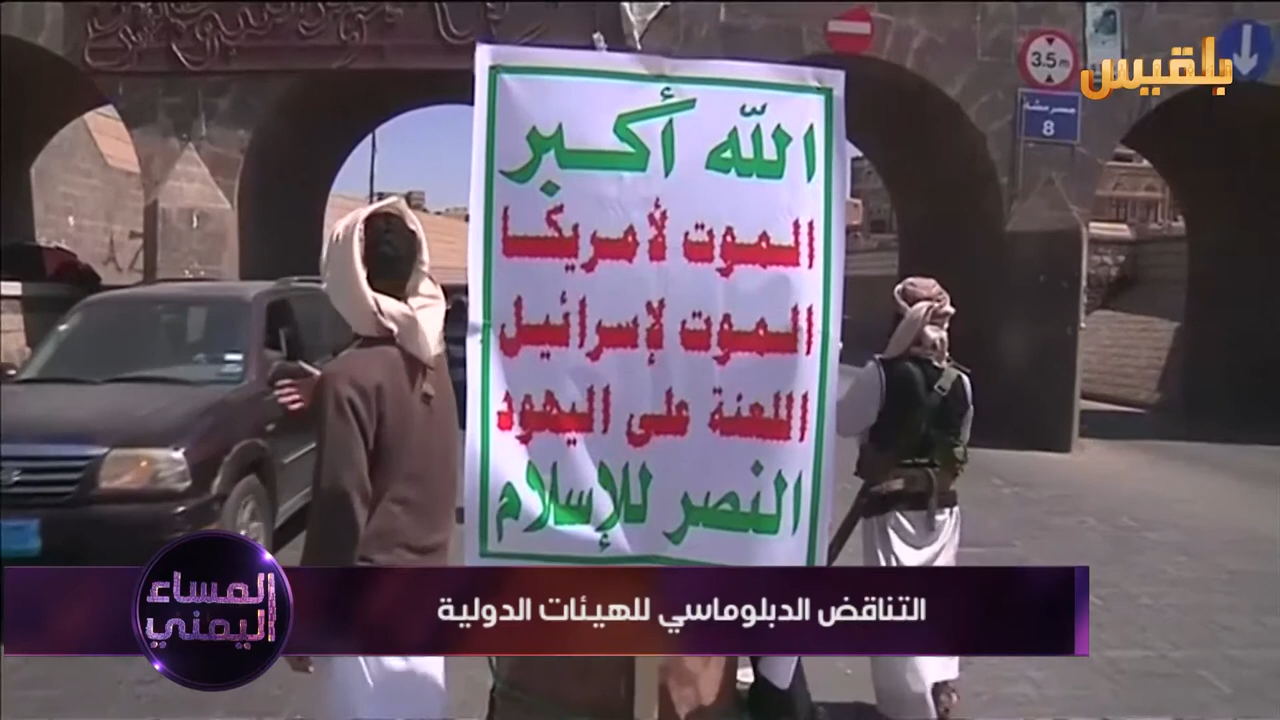 بلقيس
3.5 m
8
الله أكبر
الموت لأمريكا
الموت لإسرائيل
اللعنة على اليهود
النصر للإسلام
المساء
اليمني
التناقض الدبلوماسي للهيئات الدولية